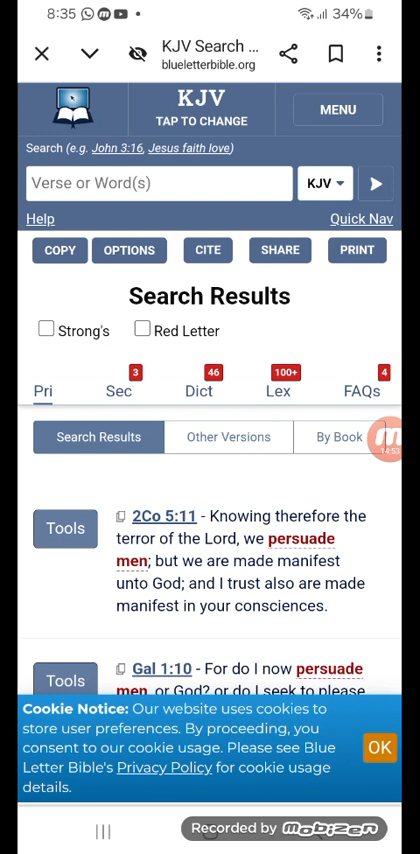 8:35 34%
KJV Search ...
blueletterbible.org
KJV
TAP TO CHANGE
MENU
Search (e.g. John 3:16, Jesus faith love)
Verse or Word(s) KJV
Help Quick Nav
COPY OPTIONS CITE SHARE PRINT
Search Results
Strong's Red Letter
3 46 100+ 4
Pri Sec Dict Lex FAQs
Search Results Other Versions By Book
14:53
Tools
2Co 5:11 - Knowing therefore the
terror of the Lord, we persuade
men; but we are made manifest
unto God; and I trust also are made
manifest in your consciences.
Tools
Gal 1:10 - For do I now persuade
men, or God? or do I seek to please
Cookie Notice: Our website uses cookies to
store user preferences. By proceeding, you
consent to our cookie usage. Please see Blue
Letter Bible's Privacy Policy for cookie usage
details.
OK
Recorded by mobizen